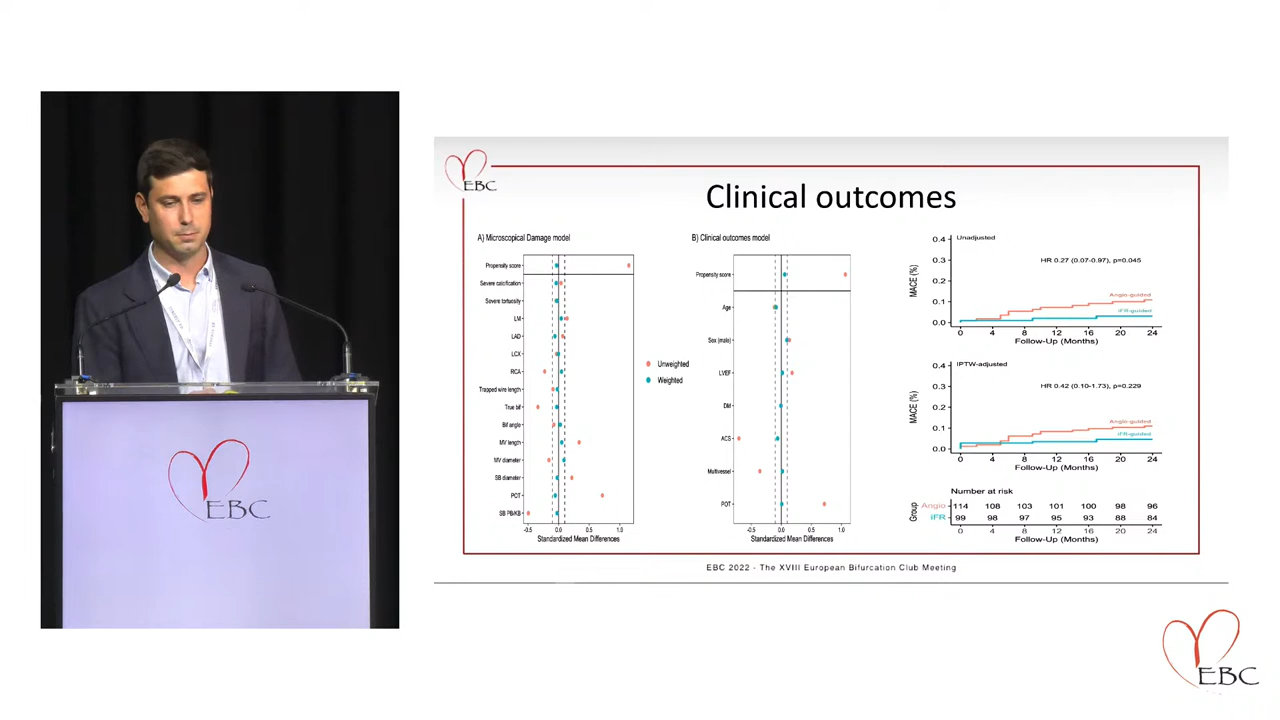 EBC
Clinical outcomes
A) Microscopical Damage model
Propensity score
Severe calcification
Severe tortuosity
LM
LAD
LCX
RCA
Trapped wire length
True bif
Bif angle
MV length
MV diameter
SB diameter
POT
SB PB/KB
-0.5 0.0 0.5 1.0
Standardized Mean Differences
B) Clinical outcomes model
Propensity score
Age
Sex (male)
LVEF
DM
ACS
Multivessel
POT
-0.5 0.0 0.5 1.0
Standardized Mean Differences
Unweighted
Weighted
Unadjusted
HR 0.27 (0.07-0.97), p=0.045
MACE (%)
0.4
0.3
0.2
0.1
0.0
Angio-guided
iFR-guided
0 4 8 12 16 20 24
Follow-Up (Months)
IPTW-adjusted
HR 0.42 (0.10-1.73), p=0.229
MACE (%)
0.4
0.3
0.2
0.1
0.0
Angio-guided
iFR-guided
0 4 8 12 16 20 24
Follow-Up (Months)
Number at risk
Group
Angio 114 108 103 101 100 98 96
iFR 99 98 97 95 93 88 84
0 4 8 12 16 20 24
Follow-Up (Months)
EBC 2022 - The XVIII European Bifurcation Club Meeting
EBC
EBC